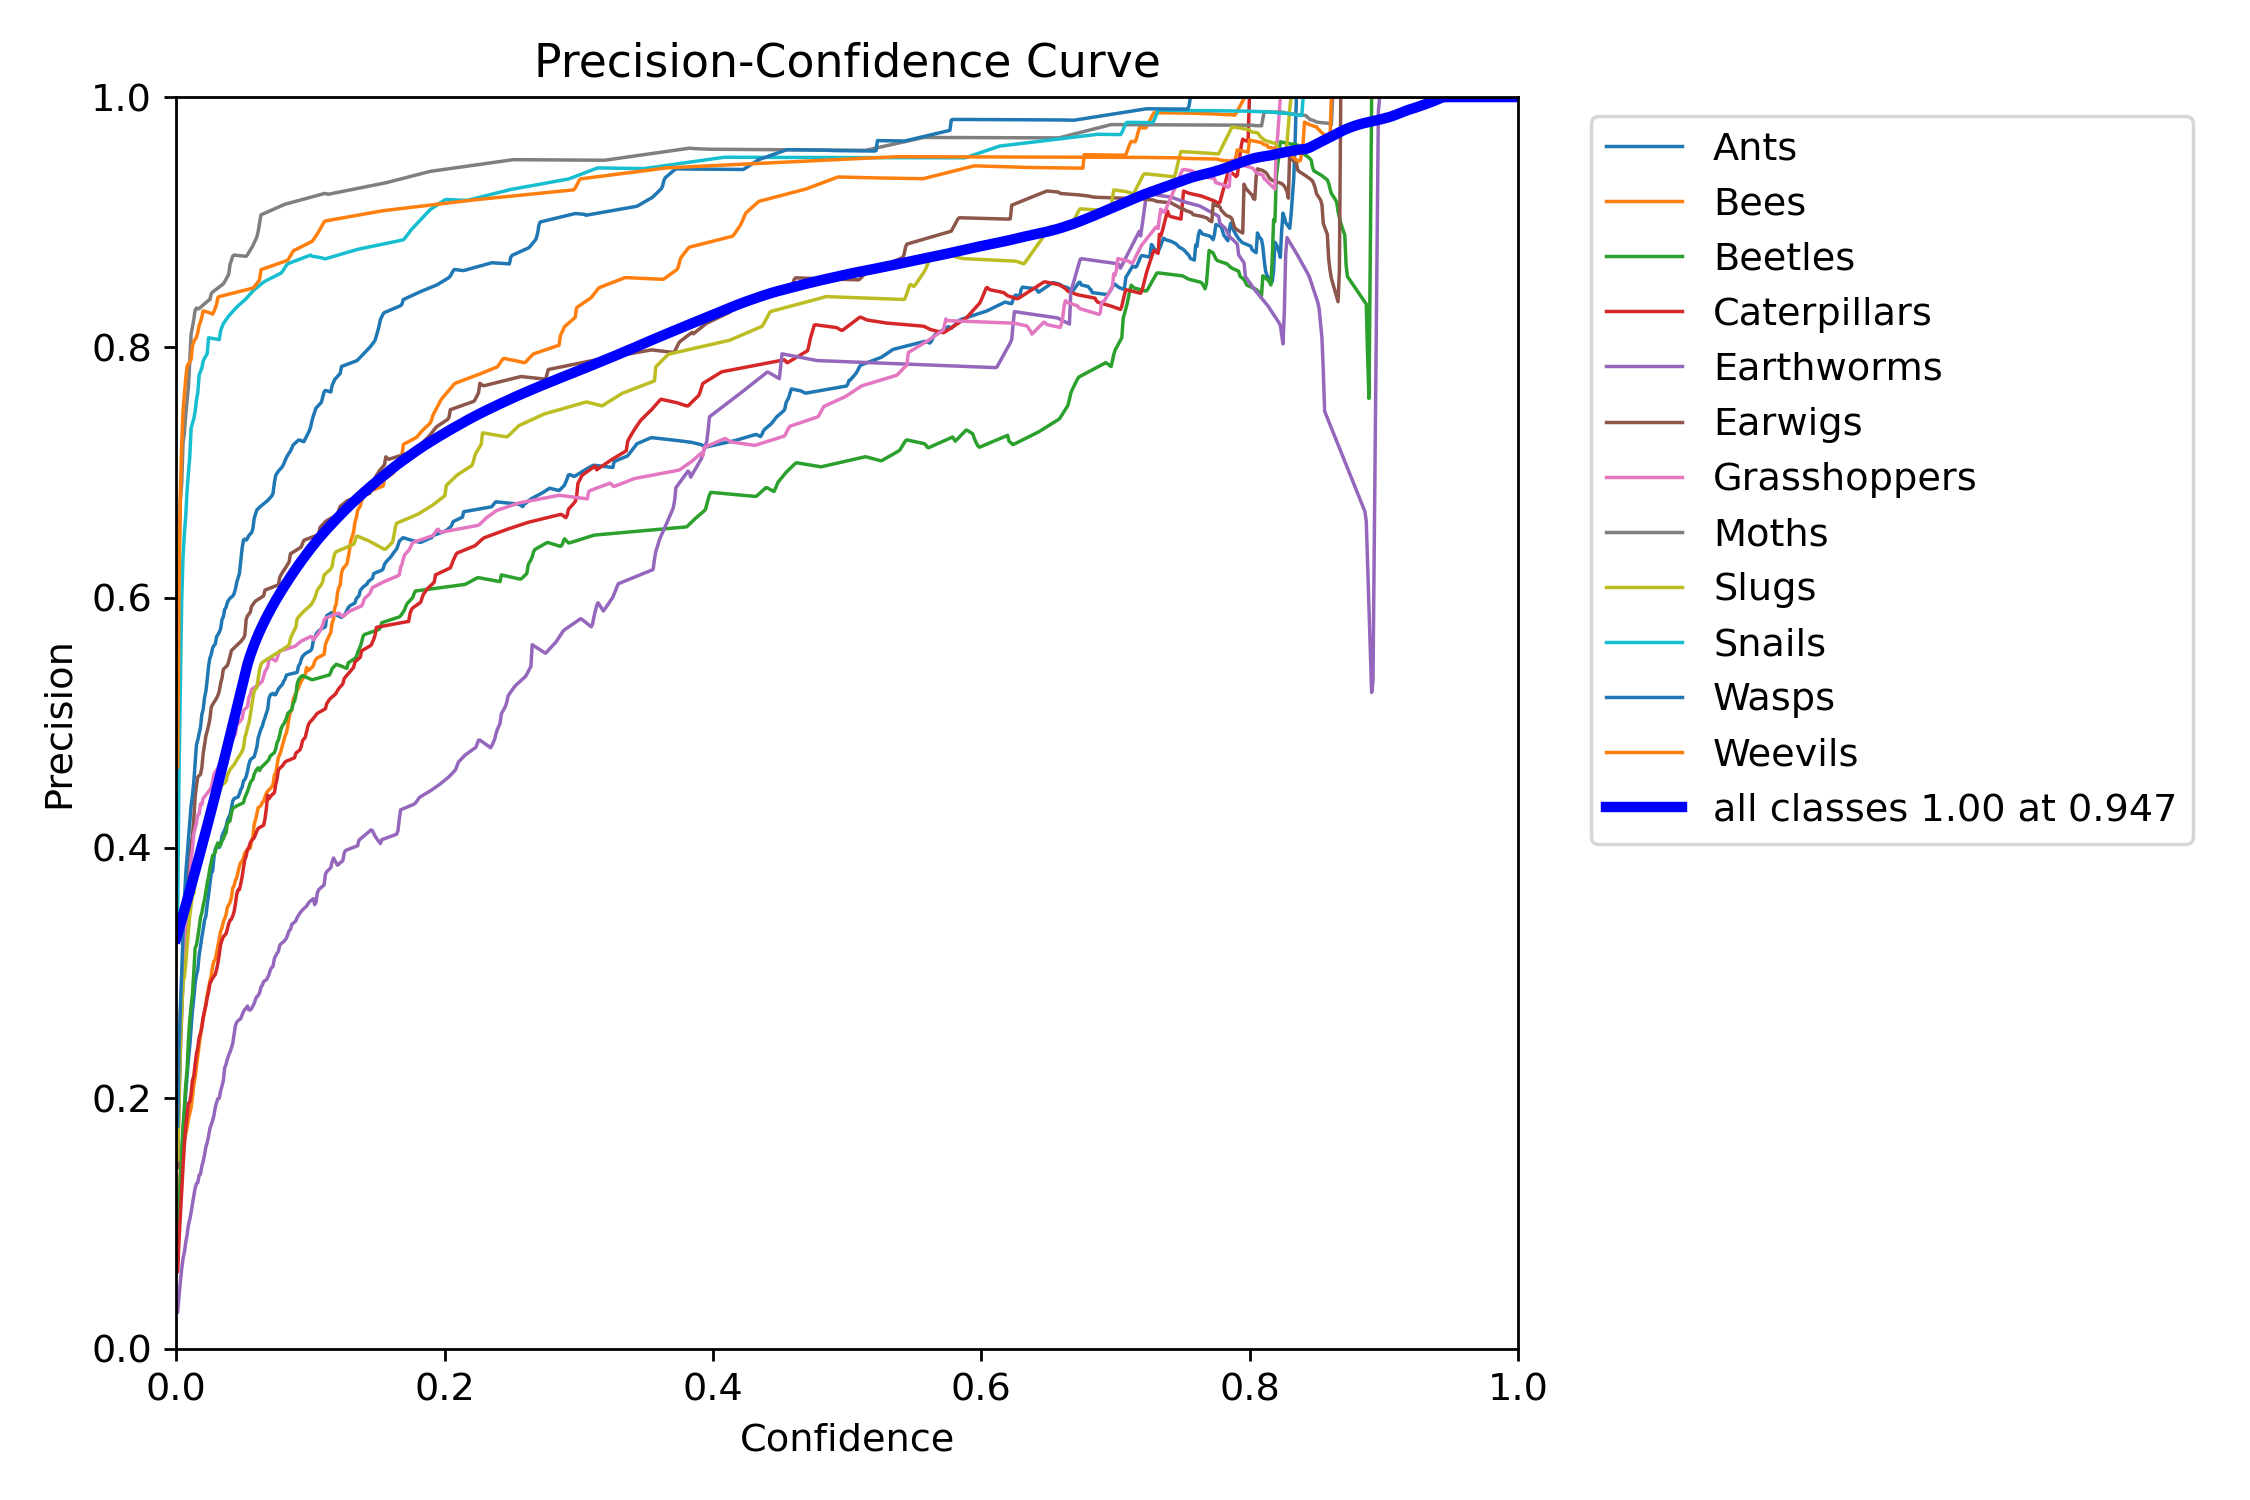 Precision-Confidence Curve
1.0
0.8
0.6
0.4
0.2
0.0
Precision
0.0 0.2 0.4 0.6 0.8 1.0
Confidence
Ants
Bees
Beetles
Caterpillars
Earthworms
Earwigs
Grasshoppers
Moths
Slugs
Snails
Wasps
Weevils
all classes 1.00 at 0.947